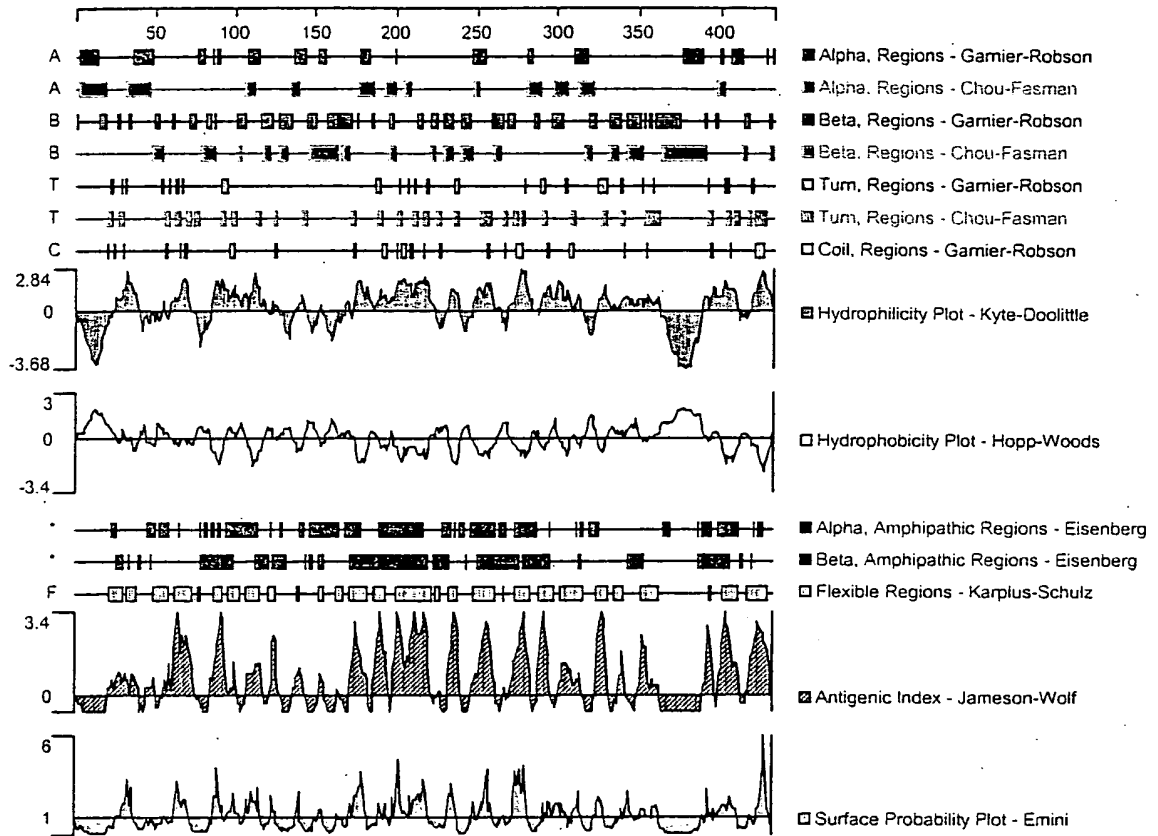 50 100 150 200 250 300 350 400
A Alpha, Regions - Garnier-Robson
A Alpha, Regions - Chou-Fasman
B Beta, Regions - Garnier-Robson
B Beta, Regions - Chou-Fasman
T Turn, Regions - Garnier-Robson
T Turn, Regions - Chou-Fasman
C Coil, Regions - Garnier-Robson
2.84
0 Hydrophilicity Plot - Kyte-Doolittle
-3.68
3
0 Hydrophobicity Plot - Hopp-Woods
-3.4
* Alpha, Amphipathic Regions - Eisenberg
* Beta, Amphipathic Regions - Eisenberg
F Flexible Regions - Karplus-Schulz
3.4
0 Antigenic Index - Jameson-Wolf
6
1 Surface Probability Plot - Emini